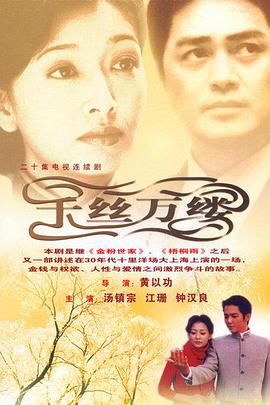 二十集电视连续剧
千丝万缕
本剧是继《金粉世家》、《梧桐雨》之后
又一部讲述在30年代十里洋场大上海上演的一场，
金钱与权欲、人性与爱情之间激烈争斗的故事..
导 演：黄以功
主 演：汤镇宗 江珊 钟汉良